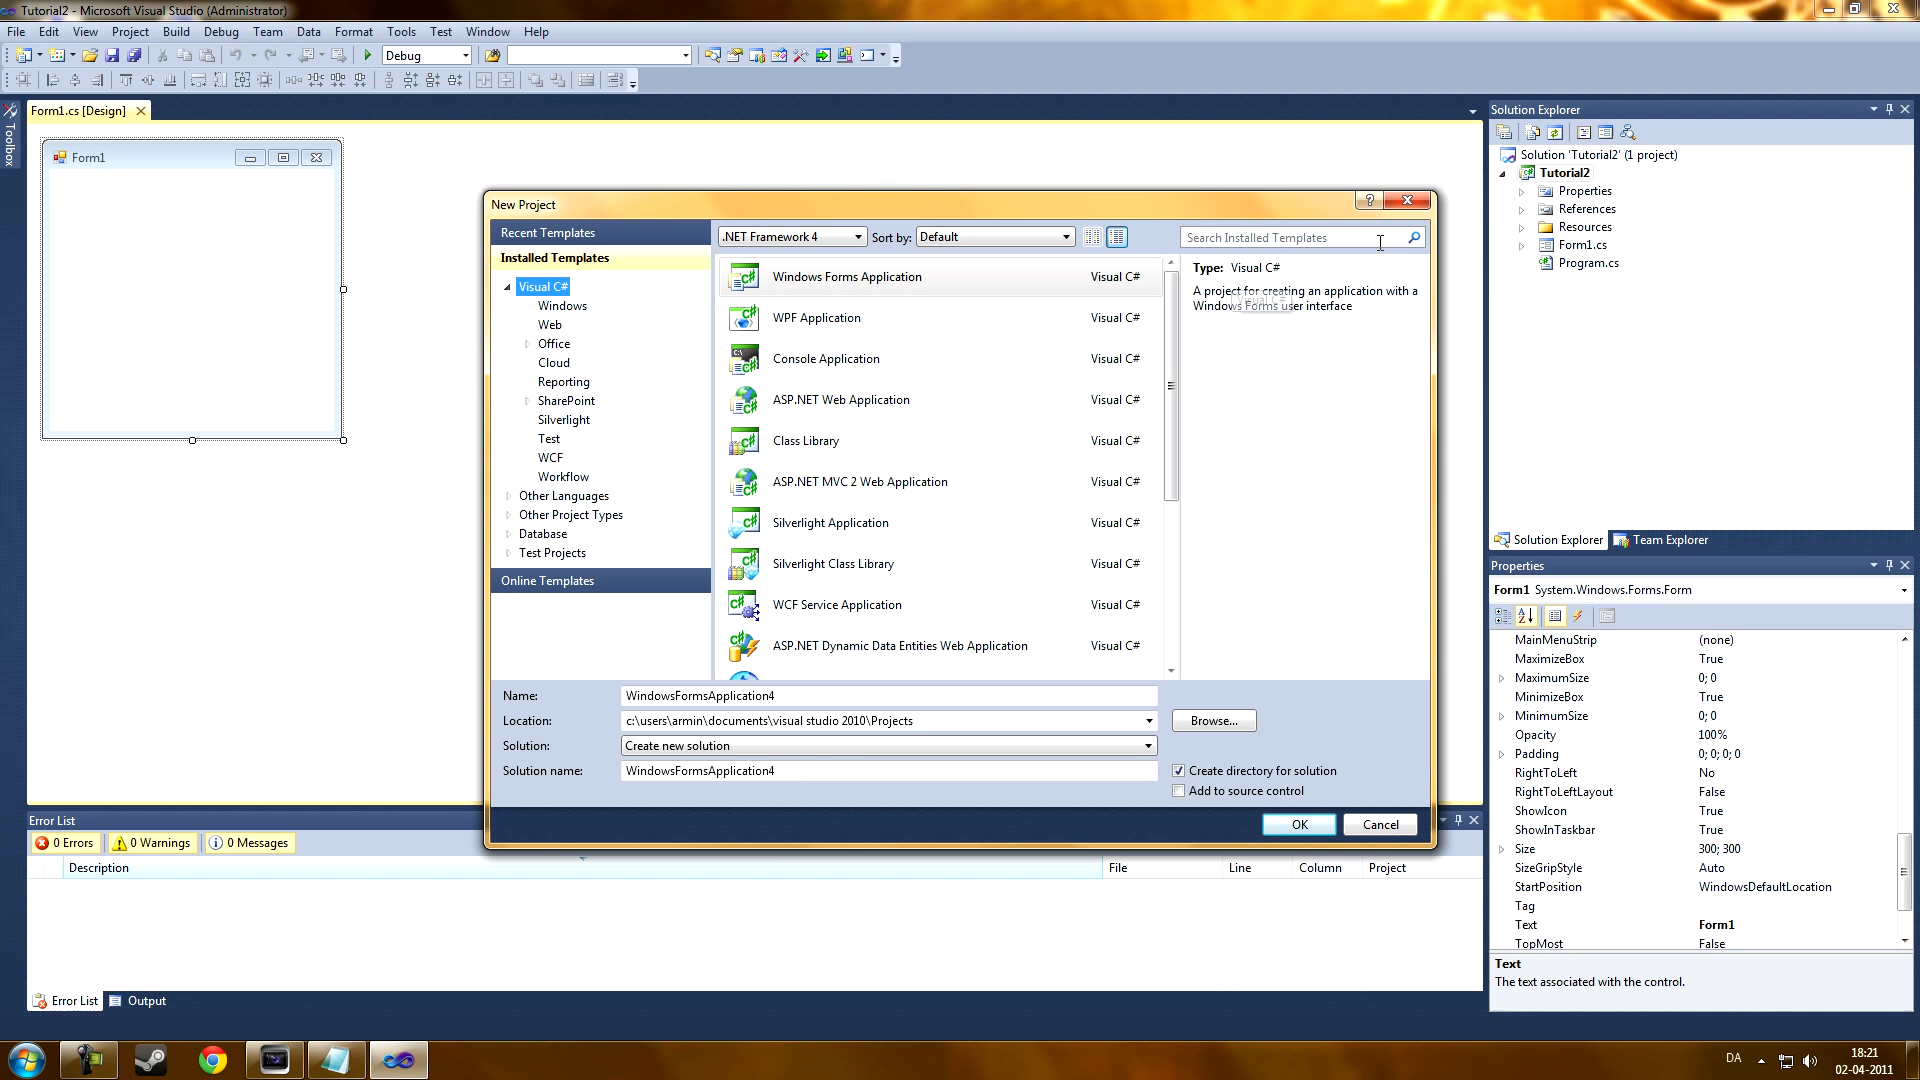 Tutorial2 - Microsoft Visual Studio (Administrator)
File Edit View Project Build Debug Team Data Format Tools Test Window Help
Debug
Toolbox
Form1.cs [Design]
Form1
New Project
Recent Templates
Installed Templates
Visual C#
Windows
Web
Office
Cloud
Reporting
SharePoint
Silverlight
Test
WCF
Workflow
Other Languages
Other Project Types
Database
Test Projects
Online Templates
.NET Framework 4 Sort by: Default
Search Installed Templates
Windows Forms Application Visual C#
WPF Application Visual C#
Console Application Visual C#
ASP.NET Web Application Visual C#
Class Library Visual C#
ASP.NET MVC 2 Web Application Visual C#
Silverlight Application Visual C#
Silverlight Class Library Visual C#
WCF Service Application Visual C#
ASP.NET Dynamic Data Entities Web Application Visual C#
Type: Visual C#
A project for creating an application with a
Windows Forms user interface
Visual C#
Name: WindowsFormsApplication4
Location: c:\users\armin\documents\visual studio 2010\Projects Browse...
Solution: Create new solution
Solution name: WindowsFormsApplication4
Create directory for solution
Add to source control
OK Cancel
Solution Explorer
Solution 'Tutorial2' (1 project)
Tutorial2
Properties
References
Resources
Form1.cs
Program.cs
Solution Explorer Team Explorer
Properties
Form1 System.Windows.Forms.Form
MainMenuStrip (none)
MaximizeBox True
MaximumSize 0; 0
MinimizeBox True
MinimumSize 0; 0
Opacity 100%
Padding 0; 0; 0; 0
RightToLeft No
RightToLeftLayout False
ShowIcon True
ShowInTaskbar True
Size 300; 300
SizeGripStyle Auto
StartPosition WindowsDefaultLocation
Tag
Text Form1
TopMost False
Text
The text associated with the control.
Error List
0 Errors 0 Warnings 0 Messages
Description File Line Column Project
Error List Output
DA 18:21
02-04-2011